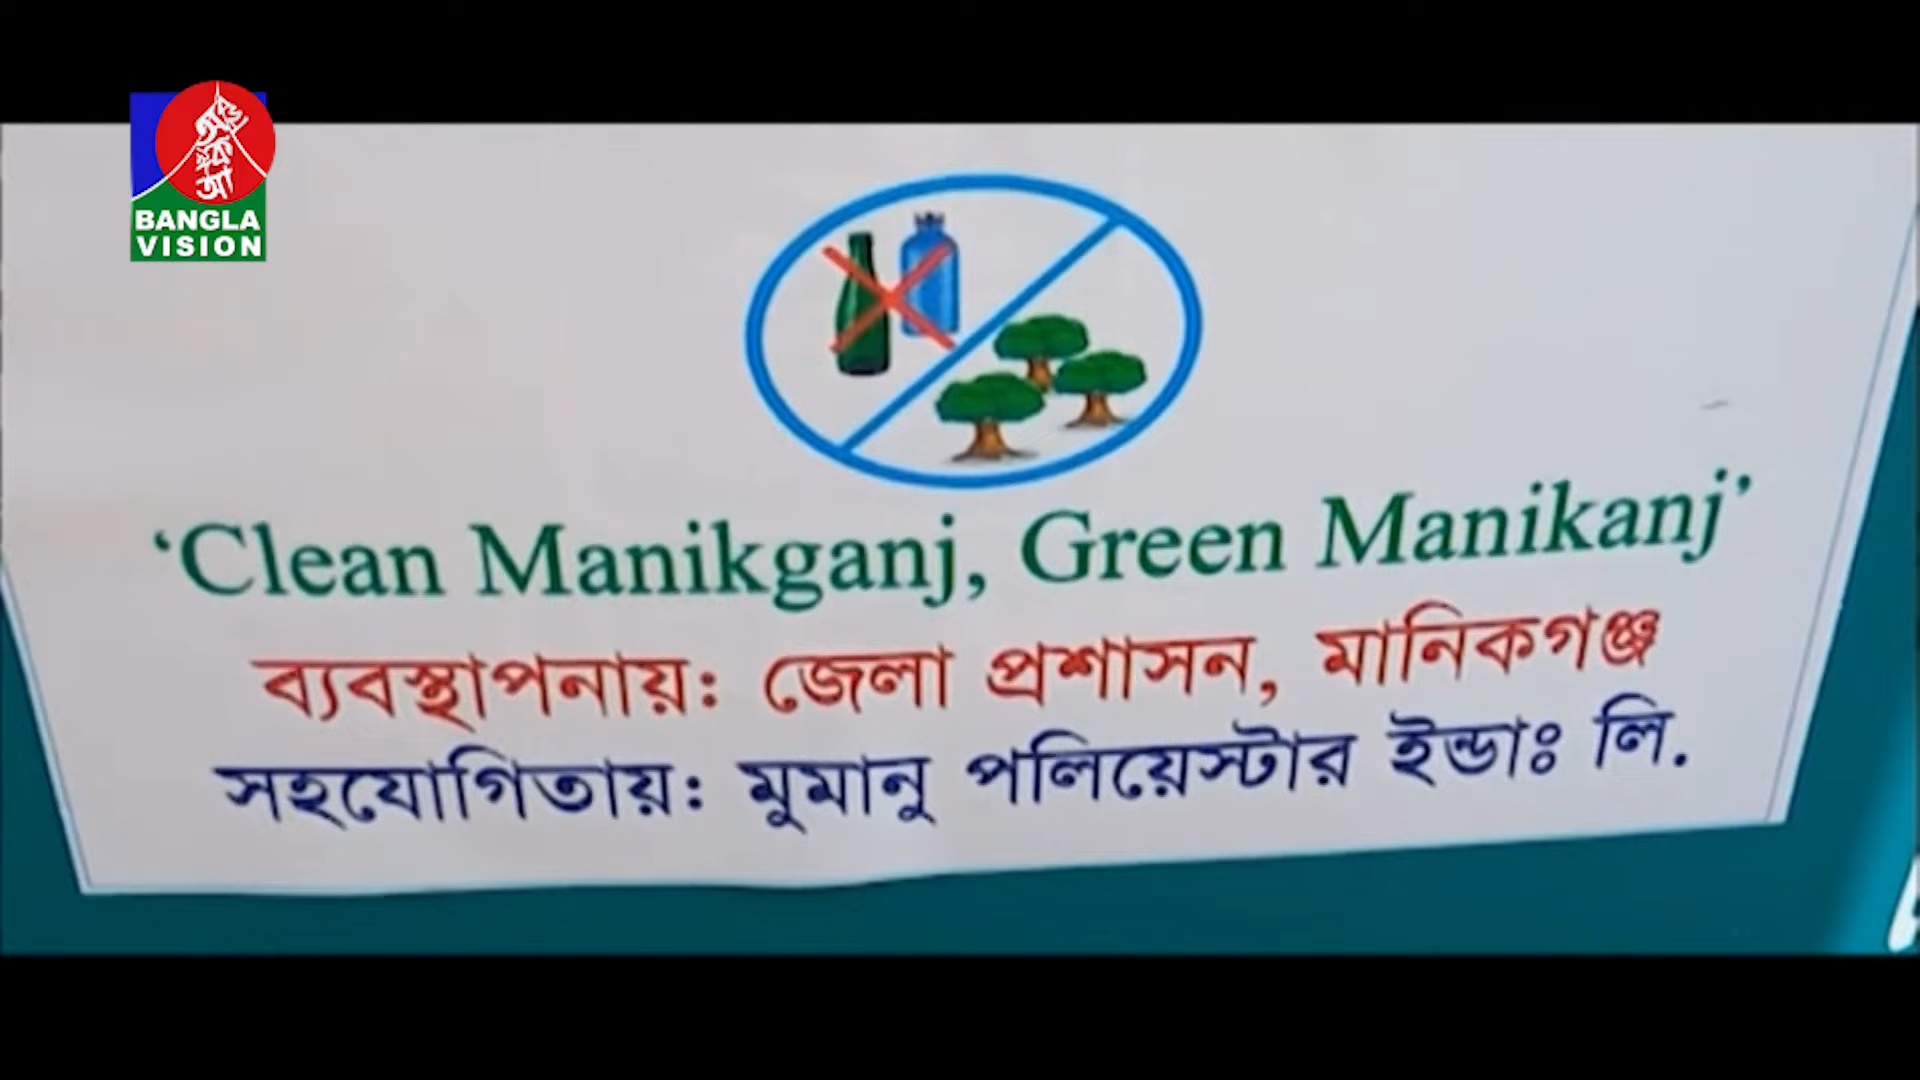 BANGLA
VISION
‘Clean Manikganj, Green Manikanj’
ব্যবস্থাপনায়ঃ জেলা প্রশাসন, মানিকগঞ্জ
সহযোগিতায়ঃ মুমানু পলিয়েস্টার ইন্ডাঃ লি.